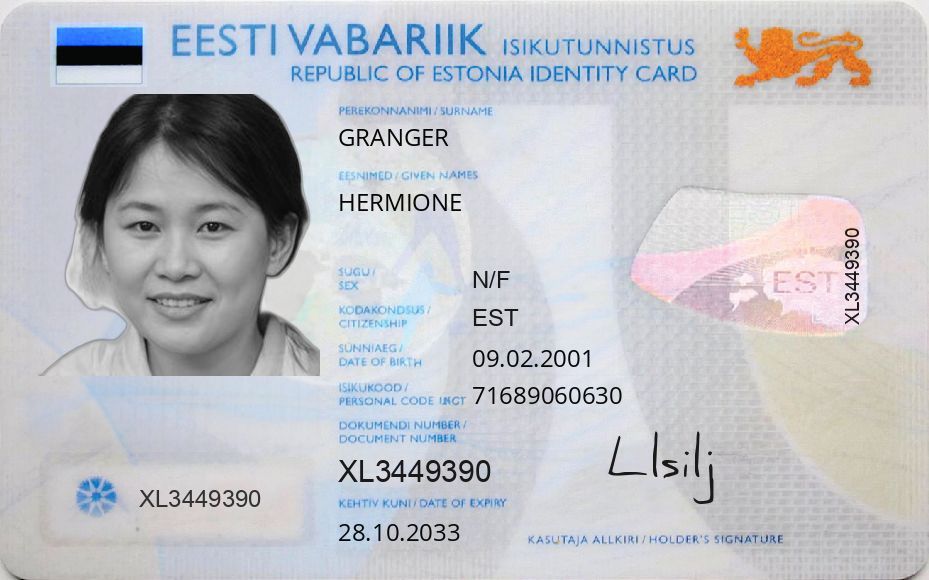 EESTI VABARIIK ISIKUTUNNISTUS
REPUBLIC OF ESTONIA IDENTITY CARD
PEREKONNANIMI / SURNAME
GRANGER
EESNIMED / GIVEN NAMES
HERMIONE
SUGU /
SEX
N/F
KODAKONDSUS /
CITIZENSHIP
EST
SÜNNIAEG /
DATE OF BIRTH
09.02.2001
ISIKUKOOD /
PERSONAL CODE
71689060630
DOKUMENDI NUMBER /
DOCUMENT NUMBER
XL3449390
KEHTIV KUNI / DATE OF EXPIRY
28.10.2033
XL3449390
EST
XL3449390
KASUTAJA ALLKIRI / HOLDER'S SIGNATURE